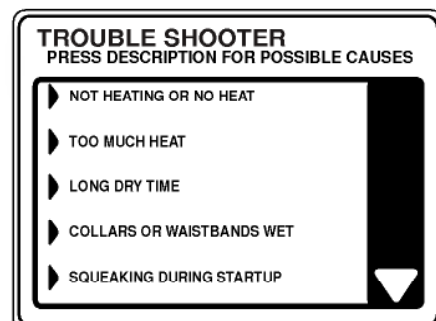 TROUBLE SHOOTER
PRESS DESCRIPTION FOR POSSIBLE CAUSES
NOT HEATING OR NO HEAT
TOO MUCH HEAT
LONG DRY TIME
COLLARS OR WAISTBANDS WET
SQUEAKING DURING STARTUP